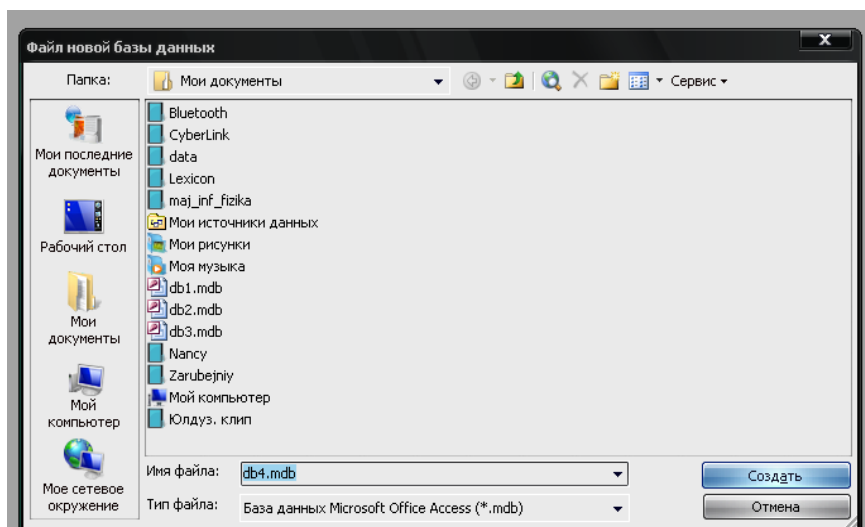 Файл новой базы данных
X
Папка:
Мои документы
Сервис
Мои последние
документы
Рабочий стол
Мои
документы
Мой
компьютер
Мое сетевое
окружение
Bluetooth
CyberLink
data
Lexicon
maj_inf_fizika
Мои источники данных
Мои рисунки
Моя музыка
db1.mdb
db2.mdb
db3.mdb
Nancy
Zarubejniy
Мой компьютер
Юлдуз. клип
Имя файла:
db4.mdb
Создать
Тип файла:
База данных Microsoft Office Access (*.mdb)
Отмена